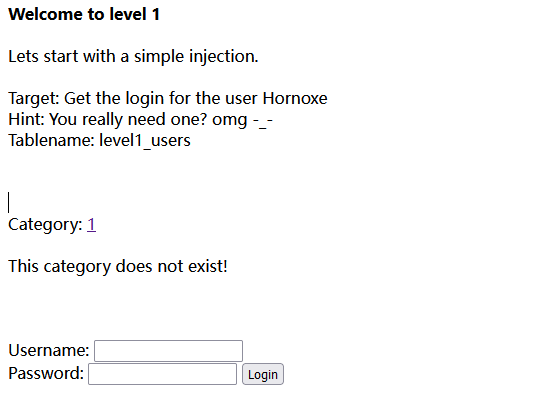 Welcome to level 1
Lets start with a simple injection.
Target: Get the login for the user Hornoxe
Hint: You really need one? omg -_-
Tablename: level1_users
Category: 1
This category does not exist!
Username:
Password: Login